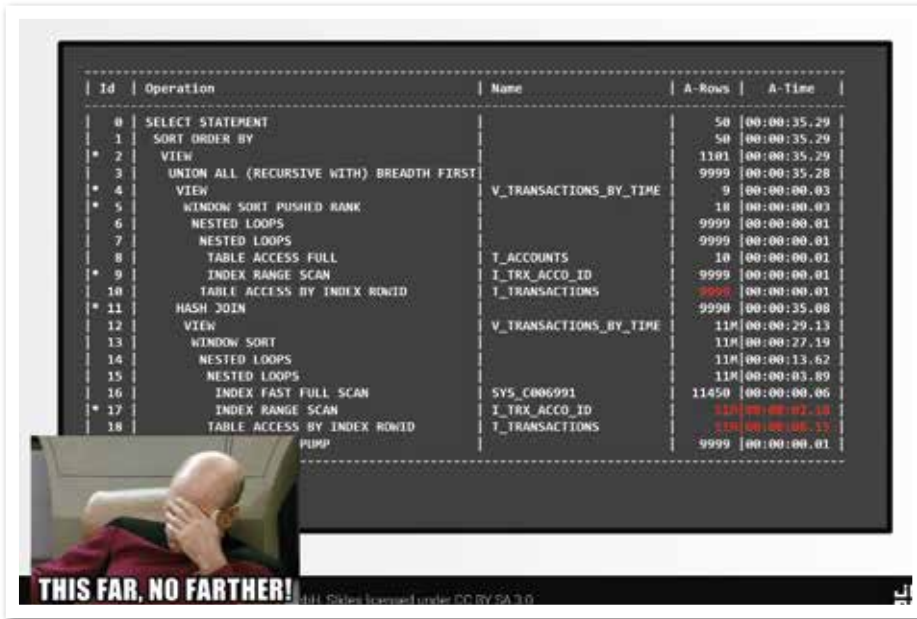 | Id | Operation | Name | A-Rows | A-Time |
| 0 | SELECT STATEMENT | | 50 |00:00:35.29 |
| 1 | SORT ORDER BY | | 50 |00:00:35.29 |
|* 2 | VIEW | | 1101 |00:00:35.29 |
| 3 | UNION ALL (RECURSIVE WITH) BREADTH FIRST| | 9999 |00:00:35.28 |
|* 4 | VIEW | V_TRANSACTIONS_BY_TIME | 9 |00:00:00.03 |
|* 5 | WINDOW SORT PUSHED RANK | | 18 |00:00:00.03 |
| 6 | NESTED LOOPS | | 9999 |00:00:00.01 |
| 7 | NESTED LOOPS | | 9999 |00:00:00.01 |
| 8 | TABLE ACCESS FULL | T_ACCOUNTS | 10 |00:00:00.01 |
|* 9 | INDEX RANGE SCAN | I_TRX_ACCO_ID | 9999 |00:00:00.01 |
| 10 | TABLE ACCESS BY INDEX ROWID | T_TRANSACTIONS | 9999 |00:00:00.01 |
|* 11 | HASH JOIN | | 9990 |00:00:35.08 |
| 12 | VIEW | V_TRANSACTIONS_BY_TIME | 11M|00:00:29.13 |
| 13 | WINDOW SORT | | 11M|00:00:27.19 |
| 14 | NESTED LOOPS | | 11M|00:00:13.62 |
| 15 | NESTED LOOPS | | 11M|00:00:03.89 |
| 16 | INDEX FAST FULL SCAN | SYS_C006991 | 11450 |00:00:00.06 |
|* 17 | INDEX RANGE SCAN | I_TRX_ACCO_ID | 11M|
| 18 | TABLE ACCESS BY INDEX ROWID | T_TRANSACTIONS | 11M|
PUMP | | 9999 |00:00:00.01 |
THIS FAR, NO FARTHER!
Slides licensed under CC BY SA 3.0